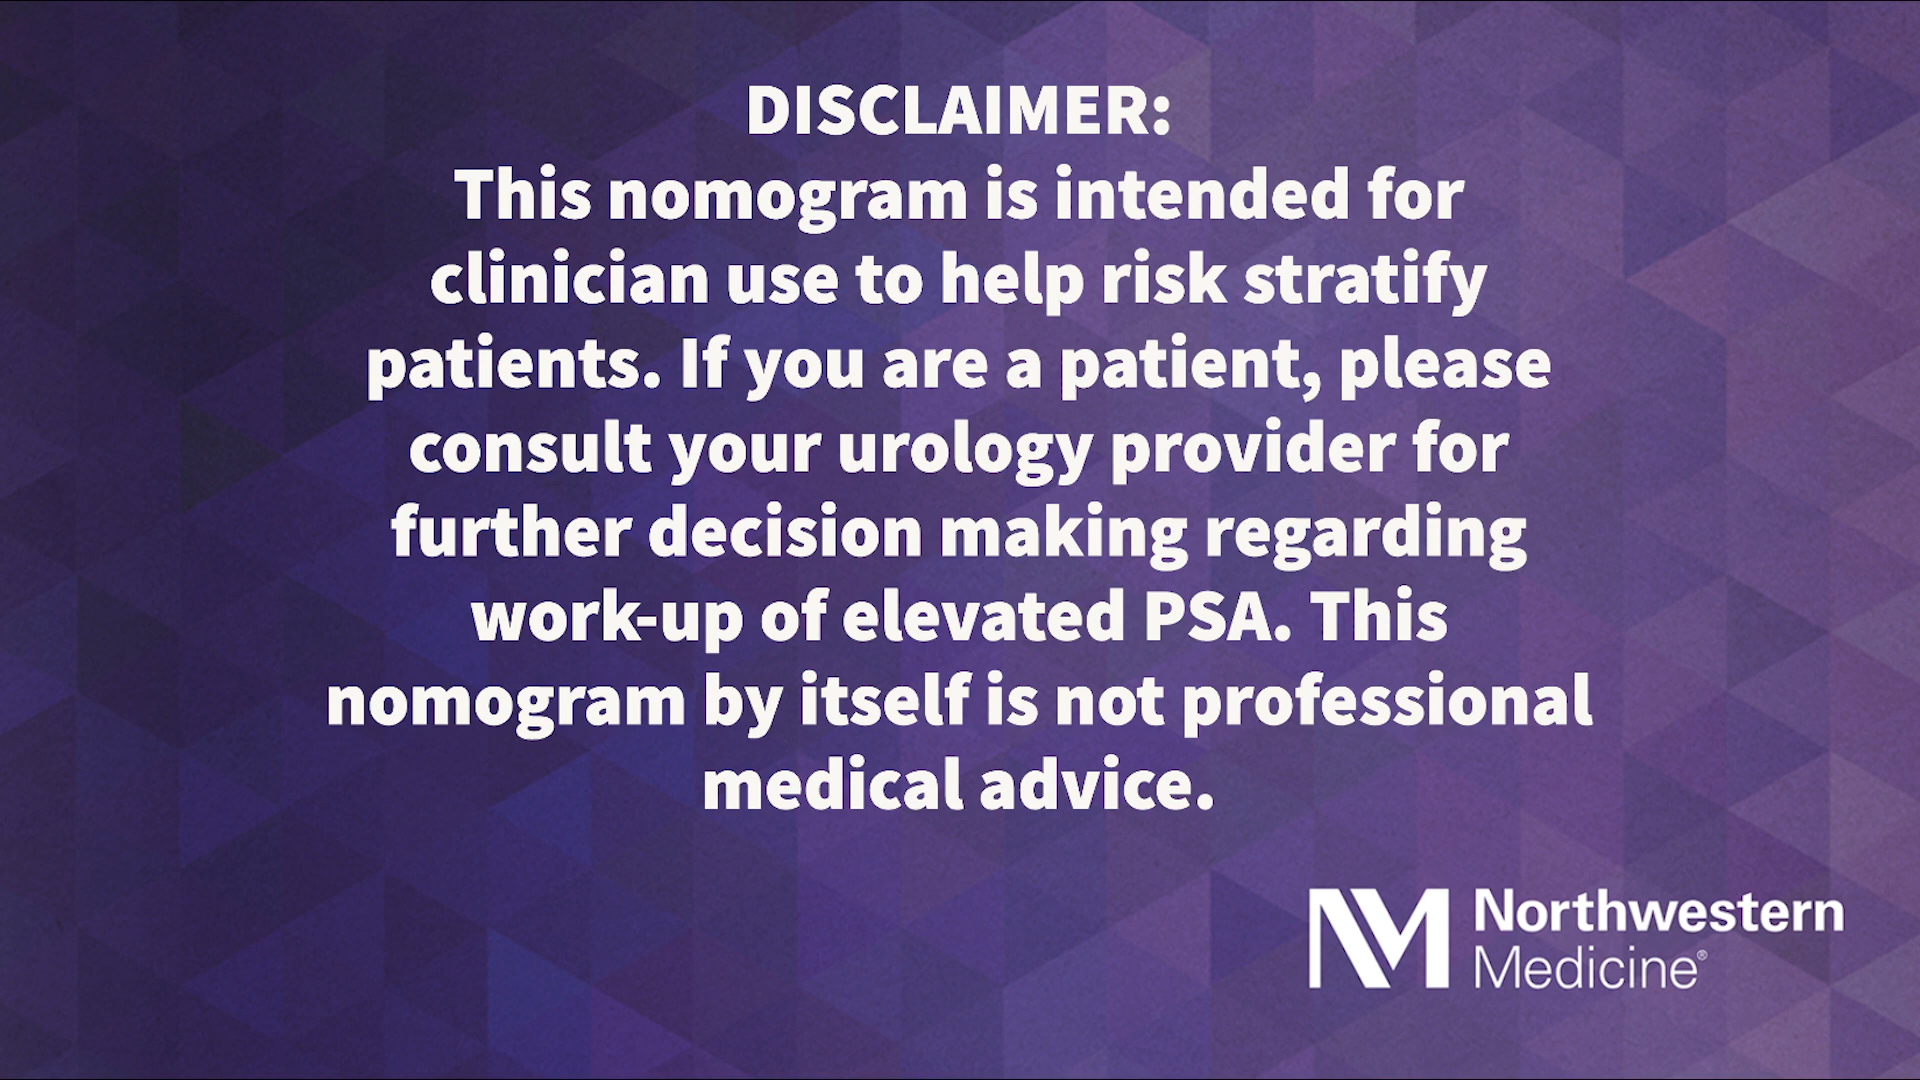 DISCLAIMER:
This nomogram is intended for
clinician use to help risk stratify
patients. If you are a patient, please
consult your urology provider for
further decision making regarding
work-up of elevated PSA. This
nomogram by itself is not professional
medical advice.
NM Northwestern
Medicine®